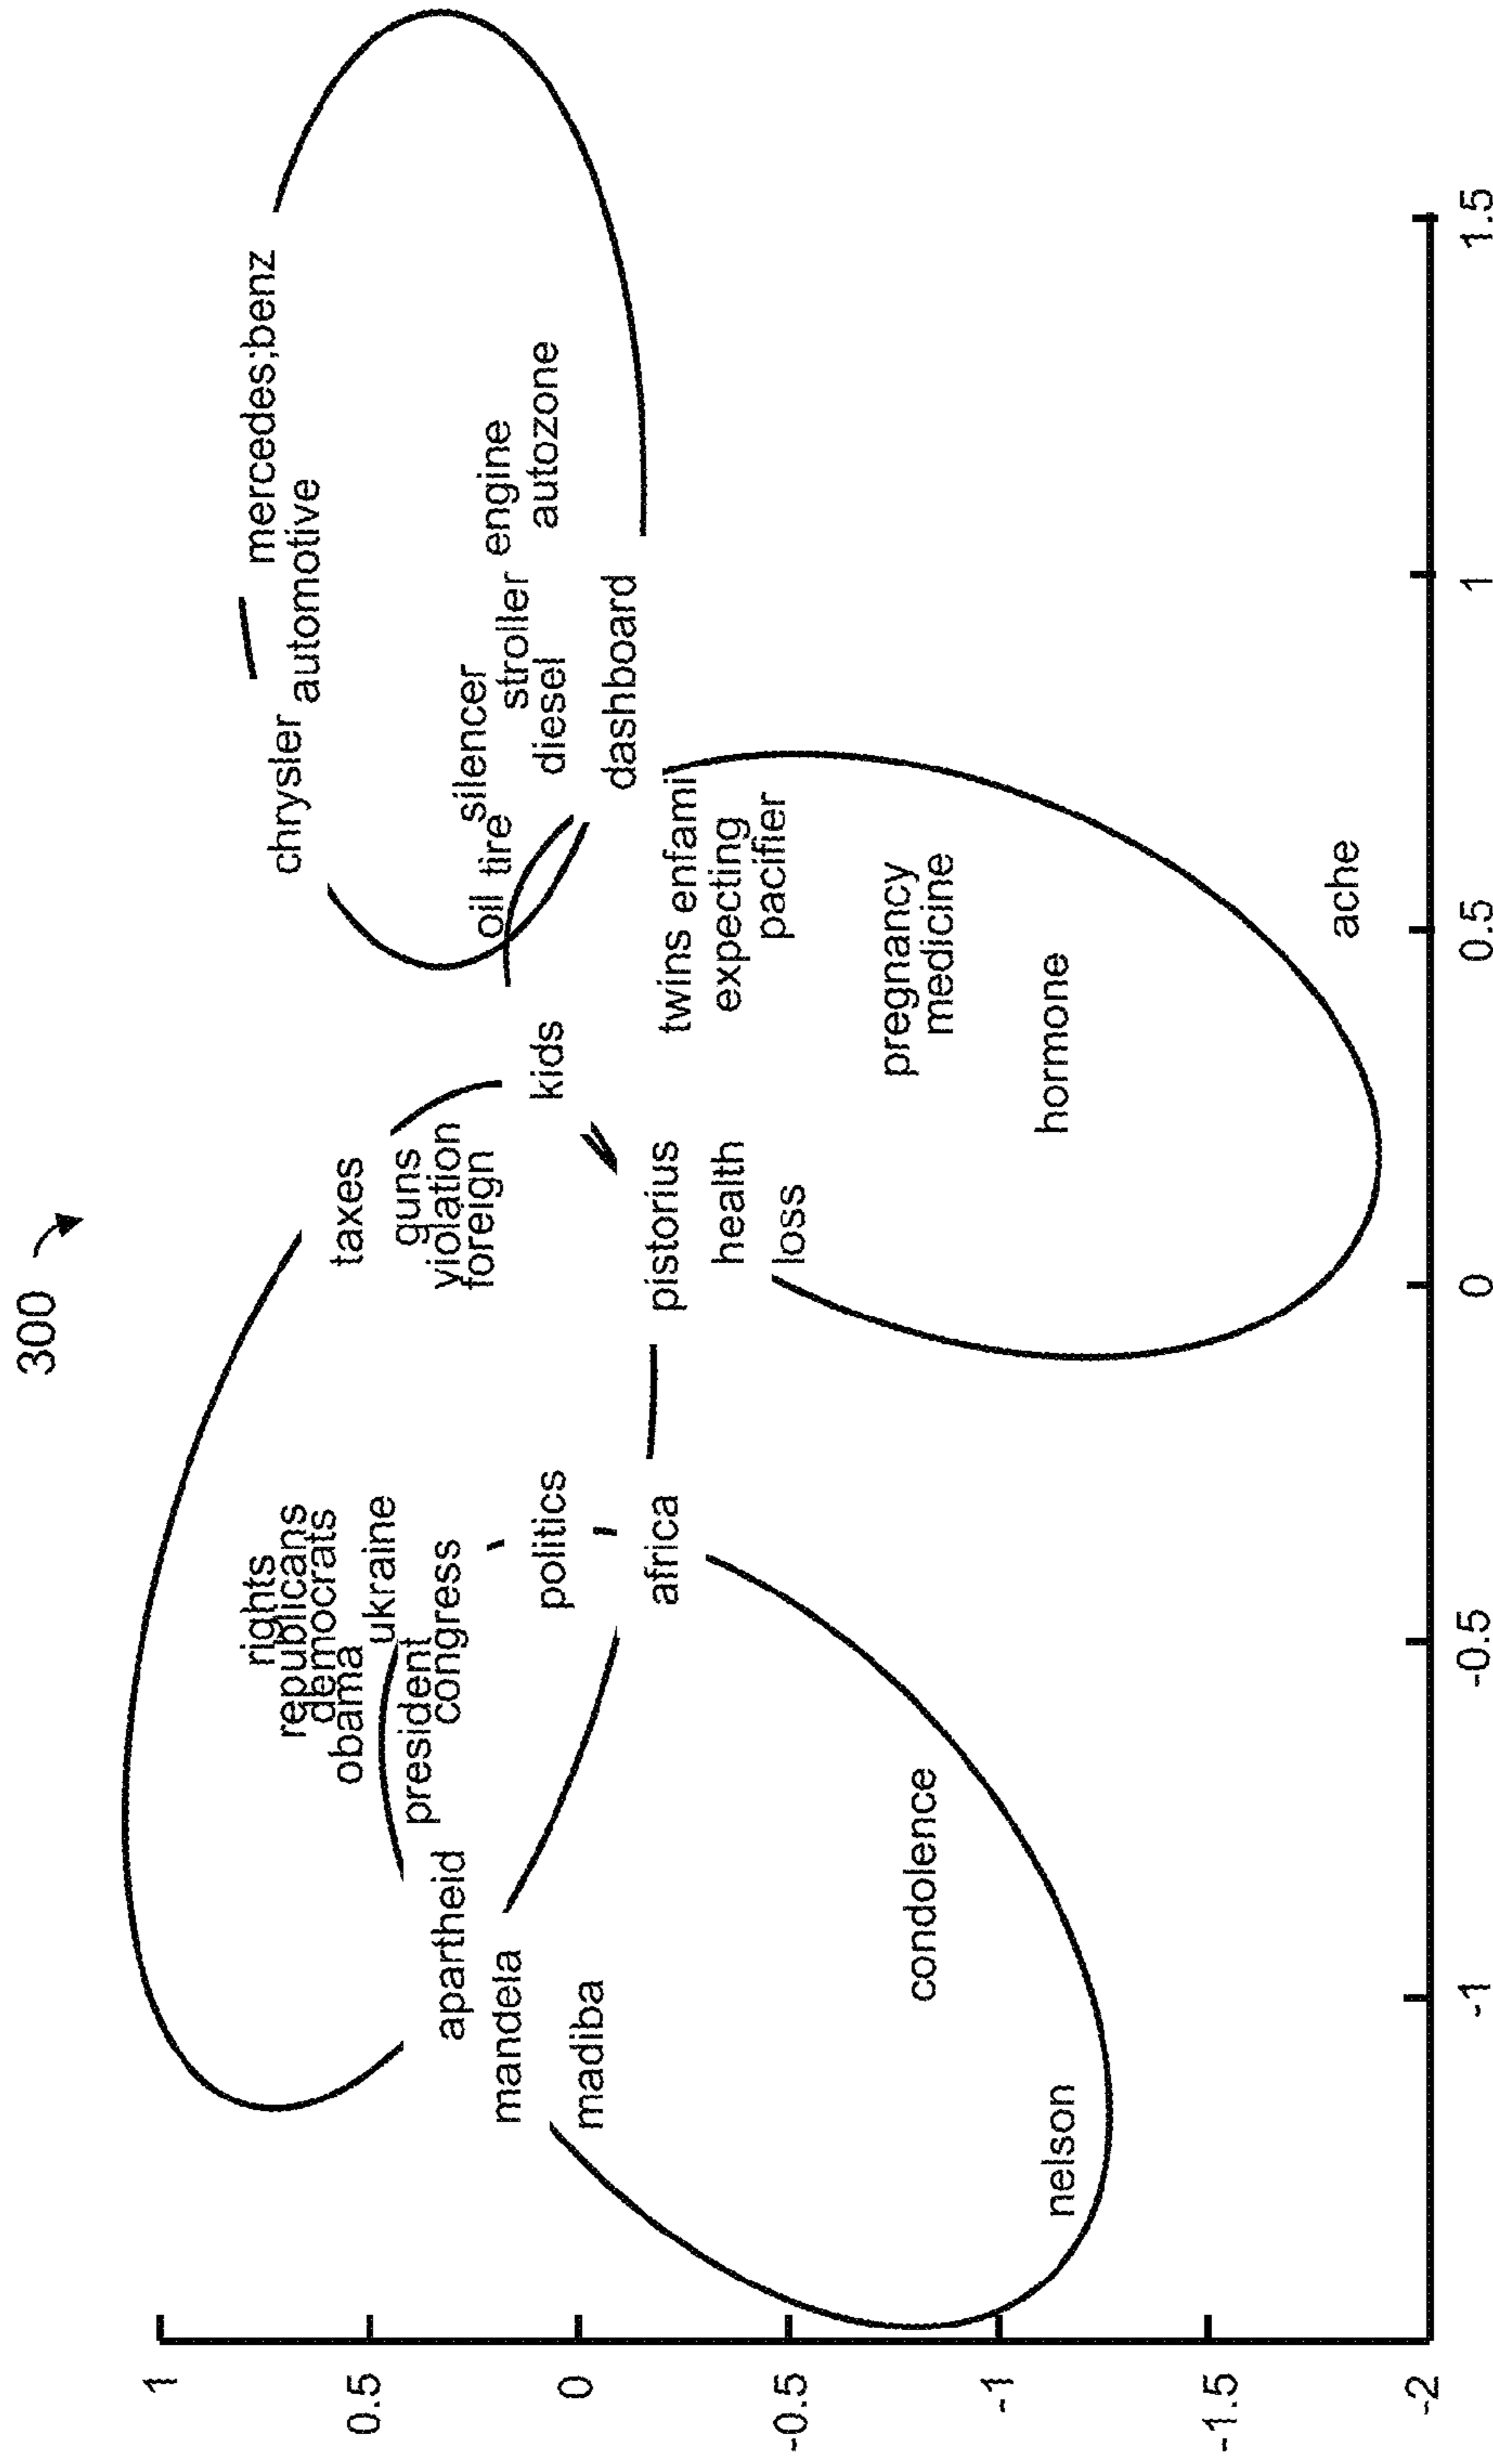 300
mercedes;benz
automotive
chrysler
silencer
oil tire
stroller engine
diesel
autozone
dashboard
taxes
guns
violation
foreign
kids
rights
republicans
democrats
obama
ukraine
president
congress
politics
apartheid
mandela
madiba
africa
pistorius
health
loss
twins enfami
expecting
pacifier
pregnancy
medicine
hormone
ache
condolence
nelson
1
0.5
0
-0.5
-1
-1.5
-2
-1
-0.5
0
0.5
1
1.5